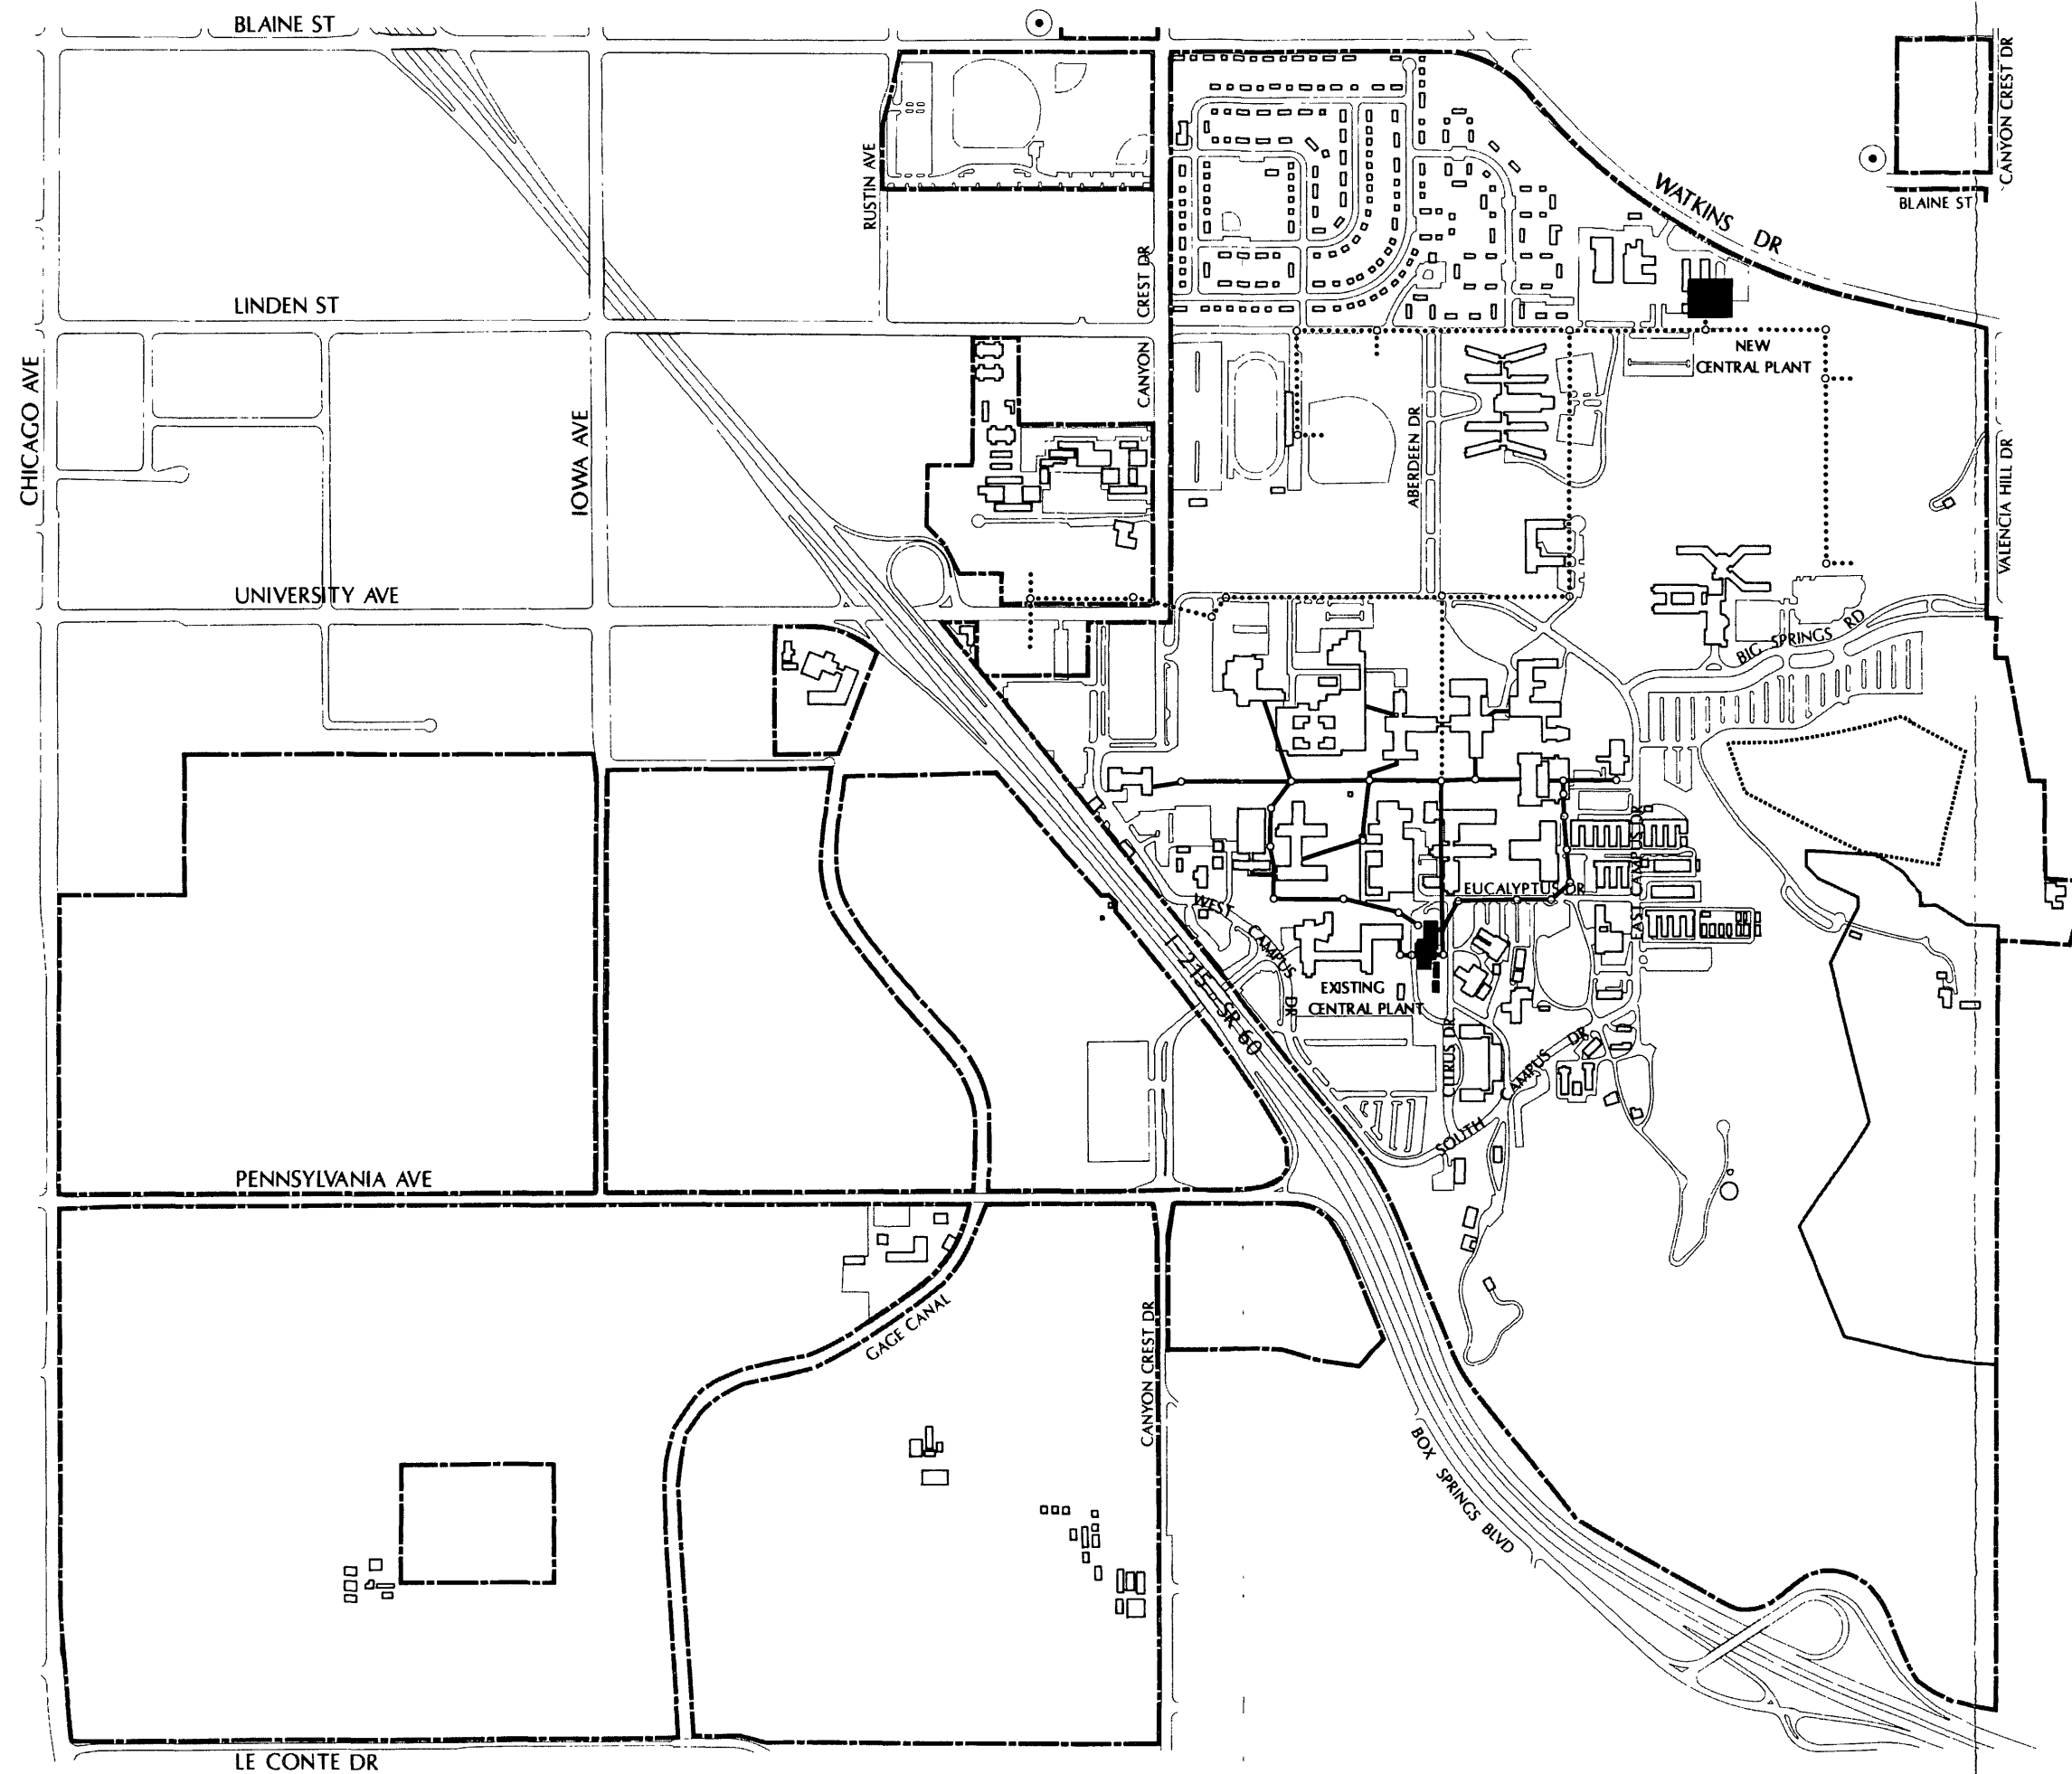 BLAINE ST
CANYON CREST DR
RUSTIN AVE
WATKINS DR
BLAINE ST
CREST DR
LINDEN ST
NEW
CENTRAL PLANT
CHICAGO AVE
CANYON
IOWA AVE
ABERDEEN DR
VALENCIA HILL DR
UNIVERSITY AVE
BIG SPRINGS RD
EAST CAMPUS DR
EUCALYPTUS DR
WEST CAMPUS DR
I-215-SR 60
EXISTING
CENTRAL PLANT
CITRUS DR
SOUTH CAMPUS DR
PENNSYLVANIA AVE
GAGE CANAL
CANYON CREST DR
BOX SPRINGS BLVD
LE CONTE DR